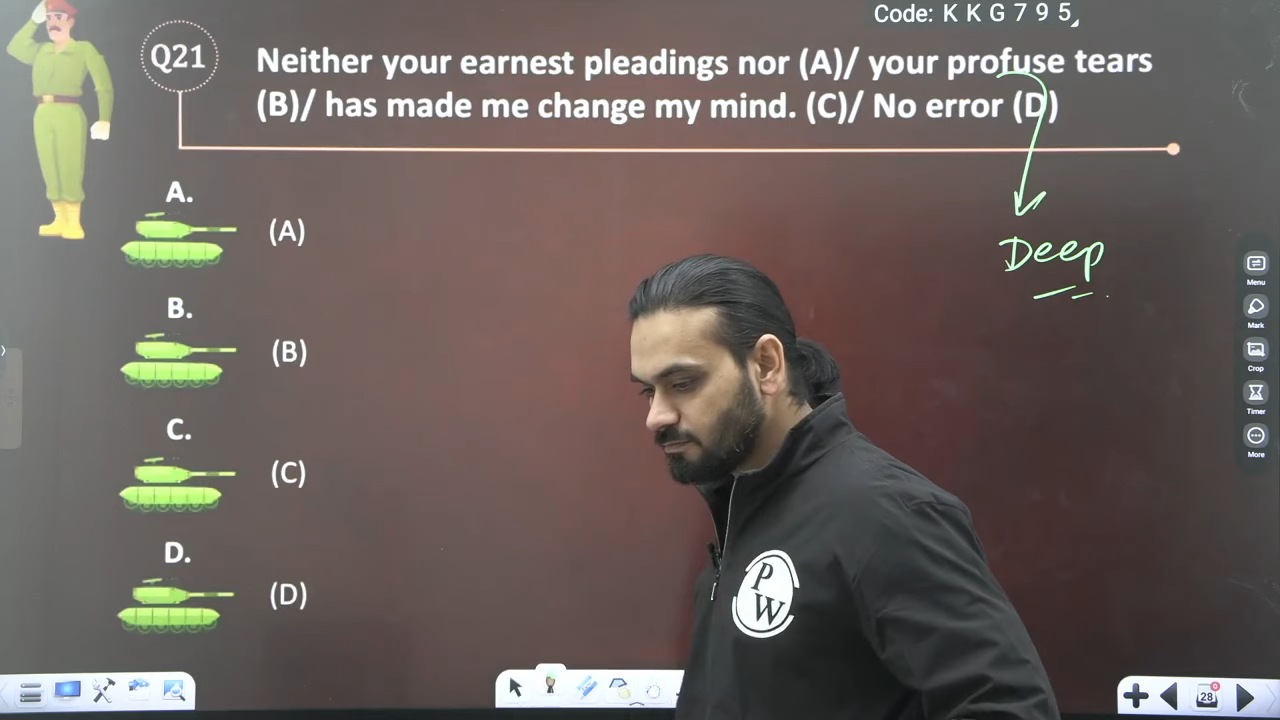 Code: K K G 7 9 5
Q21
Neither your earnest pleadings nor (A)/ your profuse tears
(B)/ has made me change my mind. (C)/ No error (D)
Deep
A.
(A)
B.
(B)
C.
(C)
D.
(D)
P
W
Menu
Mark
Crop
Timer
More
28